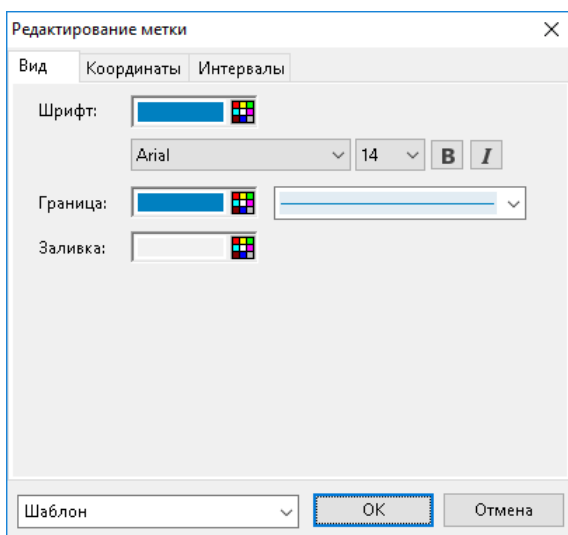 Редактирование метки
Вид Координаты Интервалы
Шрифт:
Arial 14 B I
Граница:
Заливка:
Шаблон OK Отмена